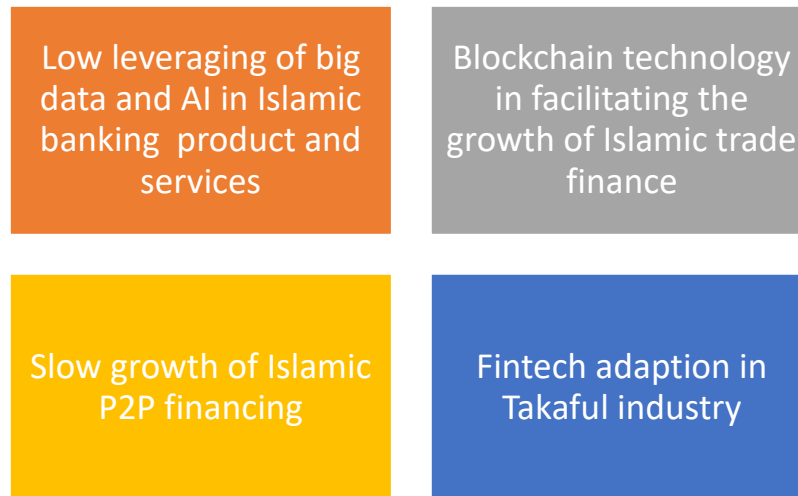 Low leveraging of big
data and AI in Islamic
banking product and
services
Blockchain technology
in facilitating the
growth of Islamic trade
finance
Slow growth of Islamic
P2P financing
Fintech adaption in
Takaful industry